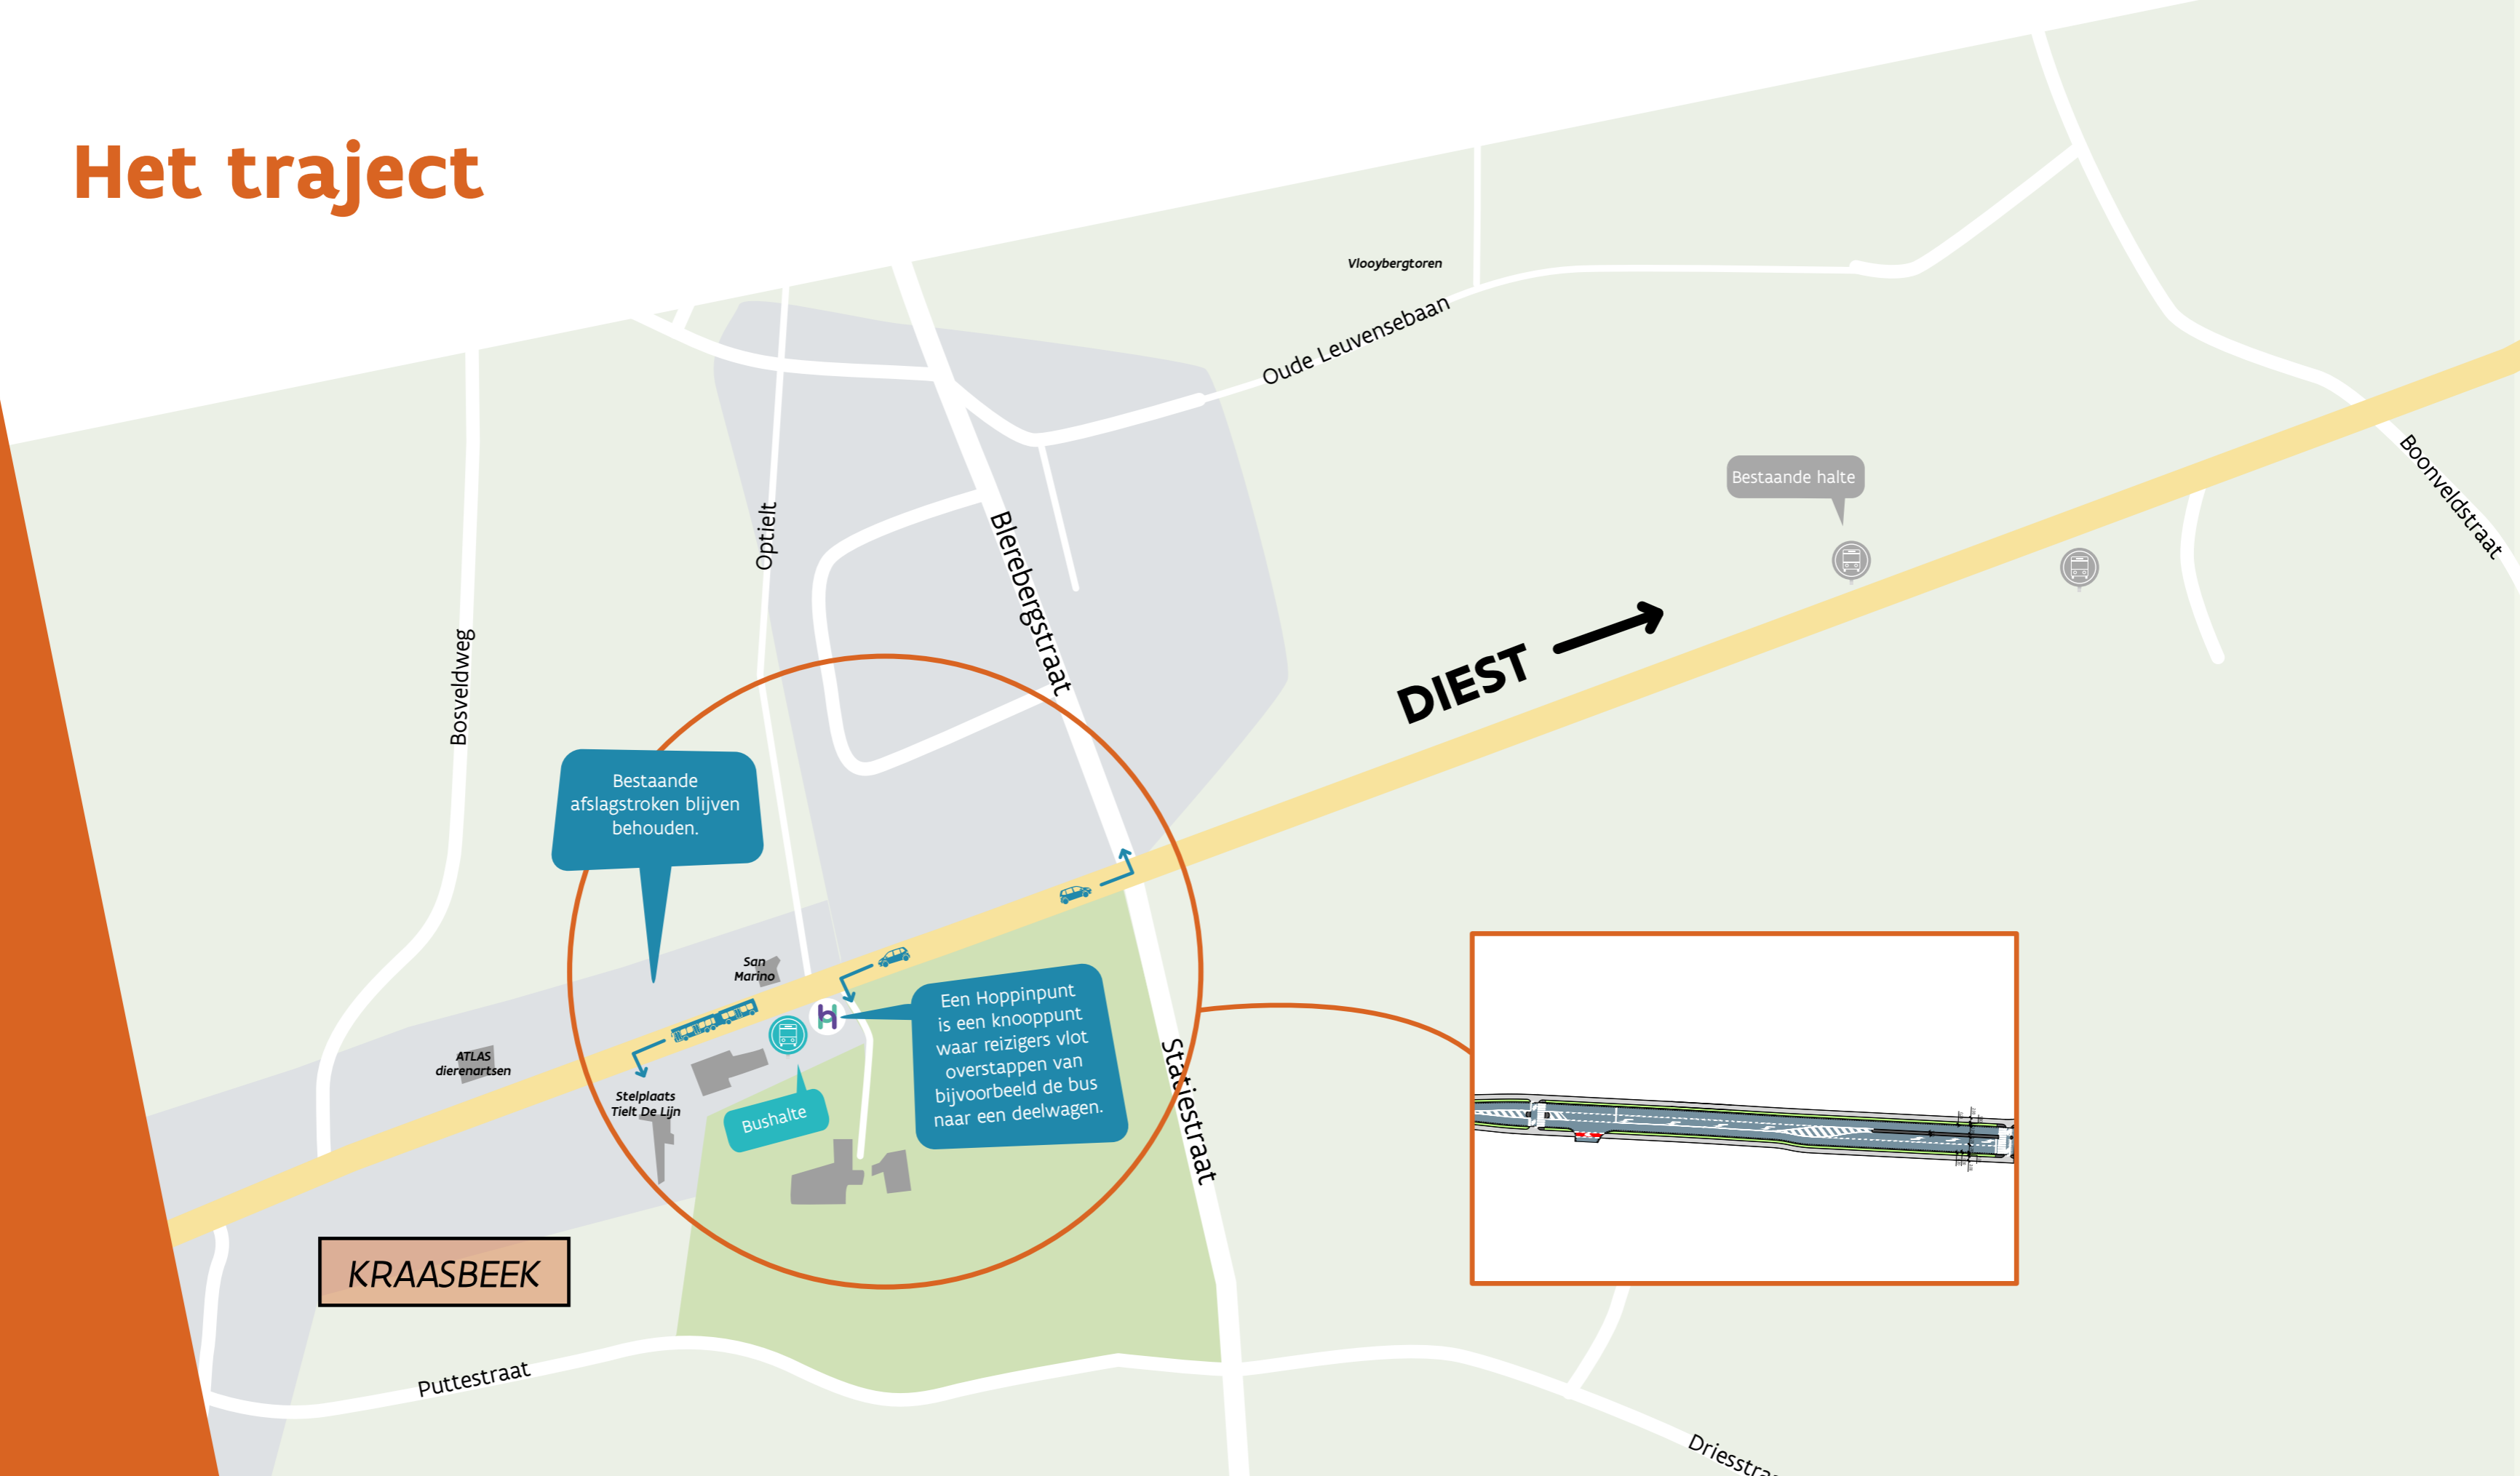 Het traject
Vlooybergtoren
Oude Leuvensebaan
Boonveldstraat
Bestaande halte
Optielt
Blerebergstraat
Bosveldweg
DIEST
Bestaande
afslagstroken blijven
behouden.
San
Marino
ATLAS
dierenartsen
Stelplaats
Tielt De Lijn
Bushalte
Een Hoppinpunt
is een knooppunt
waar reizigers vlot
overstappen van
bijvoorbeeld de bus
naar een deelwagen.
Statiestraat
KRAASBEEK
Puttestraat